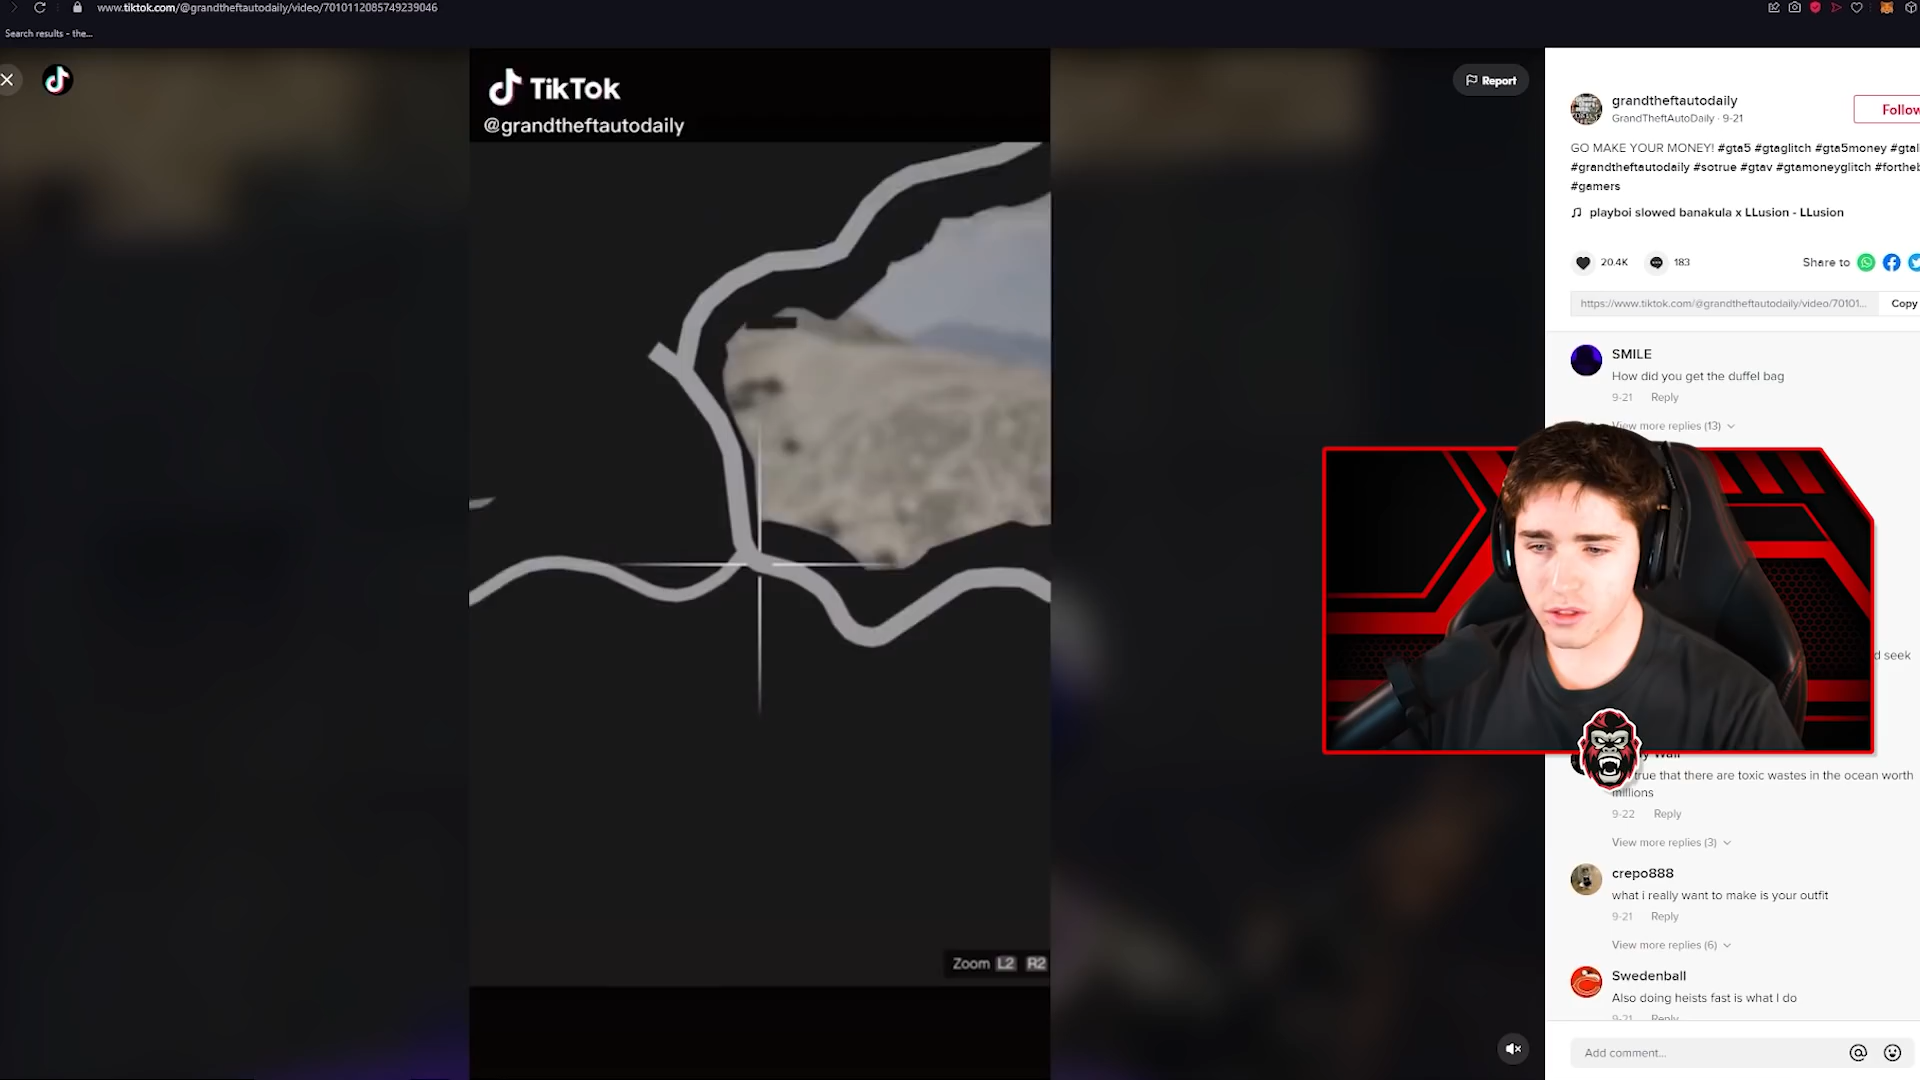 www.tiktok.com/@grandtheftautodaily/video/7010112085749239046
Search results - the...
TikTok
@grandtheftautodaily
Report
Zoom L2 R2
grandtheftautodaily
GrandTheftAutoDaily · 9-21
Follow
GO MAKE YOUR MONEY! #gta5 #gtaglitch #gta5money #gtal
#grandtheftautodaily #sotrue #gtav #gtamoneyglitch #fortheb
#gamers
playboi slowed banakula x LLusion - LLusion
20.4K
183
Share to
https://www.tiktok.com/@grandtheftautodaily/video/70101...
Copy
SMILE
How did you get the duffel bag
9-21 Reply
View more replies (13)
d seek
true that there are toxic wastes in the ocean worth
millions
9-22 Reply
View more replies (3)
crepo888
what i really want to make is your outfit
9-21 Reply
View more replies (6)
Swedenball
Also doing heists fast is what I do
9-21 Reply
Add comment...